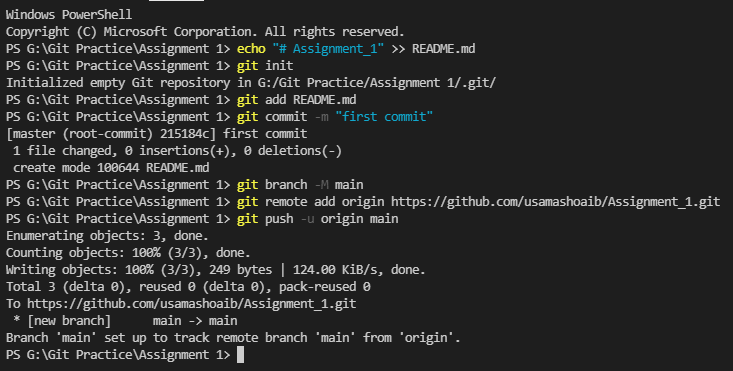 Windows PowerShell
Copyright (C) Microsoft Corporation. All rights reserved.
PS G:\Git Practice\Assignment 1> echo "# Assignment_1" >> README.md
PS G:\Git Practice\Assignment 1> git init
Initialized empty Git repository in G:/Git Practice/Assignment 1/.git/
PS G:\Git Practice\Assignment 1> git add README.md
PS G:\Git Practice\Assignment 1> git commit -m "first commit"
[master (root-commit) 215184c] first commit
 1 file changed, 0 insertions(+), 0 deletions(-)
 create mode 100644 README.md
PS G:\Git Practice\Assignment 1> git branch -M main
PS G:\Git Practice\Assignment 1> git remote add origin https://github.com/usamashoaib/Assignment_1.git
PS G:\Git Practice\Assignment 1> git push -u origin main
Enumerating objects: 3, done.
Counting objects: 100% (3/3), done.
Writing objects: 100% (3/3), 249 bytes | 124.00 KiB/s, done.
Total 3 (delta 0), reused 0 (delta 0), pack-reused 0
To https://github.com/usamashoaib/Assignment_1.git
 * [new branch]      main -> main
Branch 'main' set up to track remote branch 'main' from 'origin'.
PS G:\Git Practice\Assignment 1>